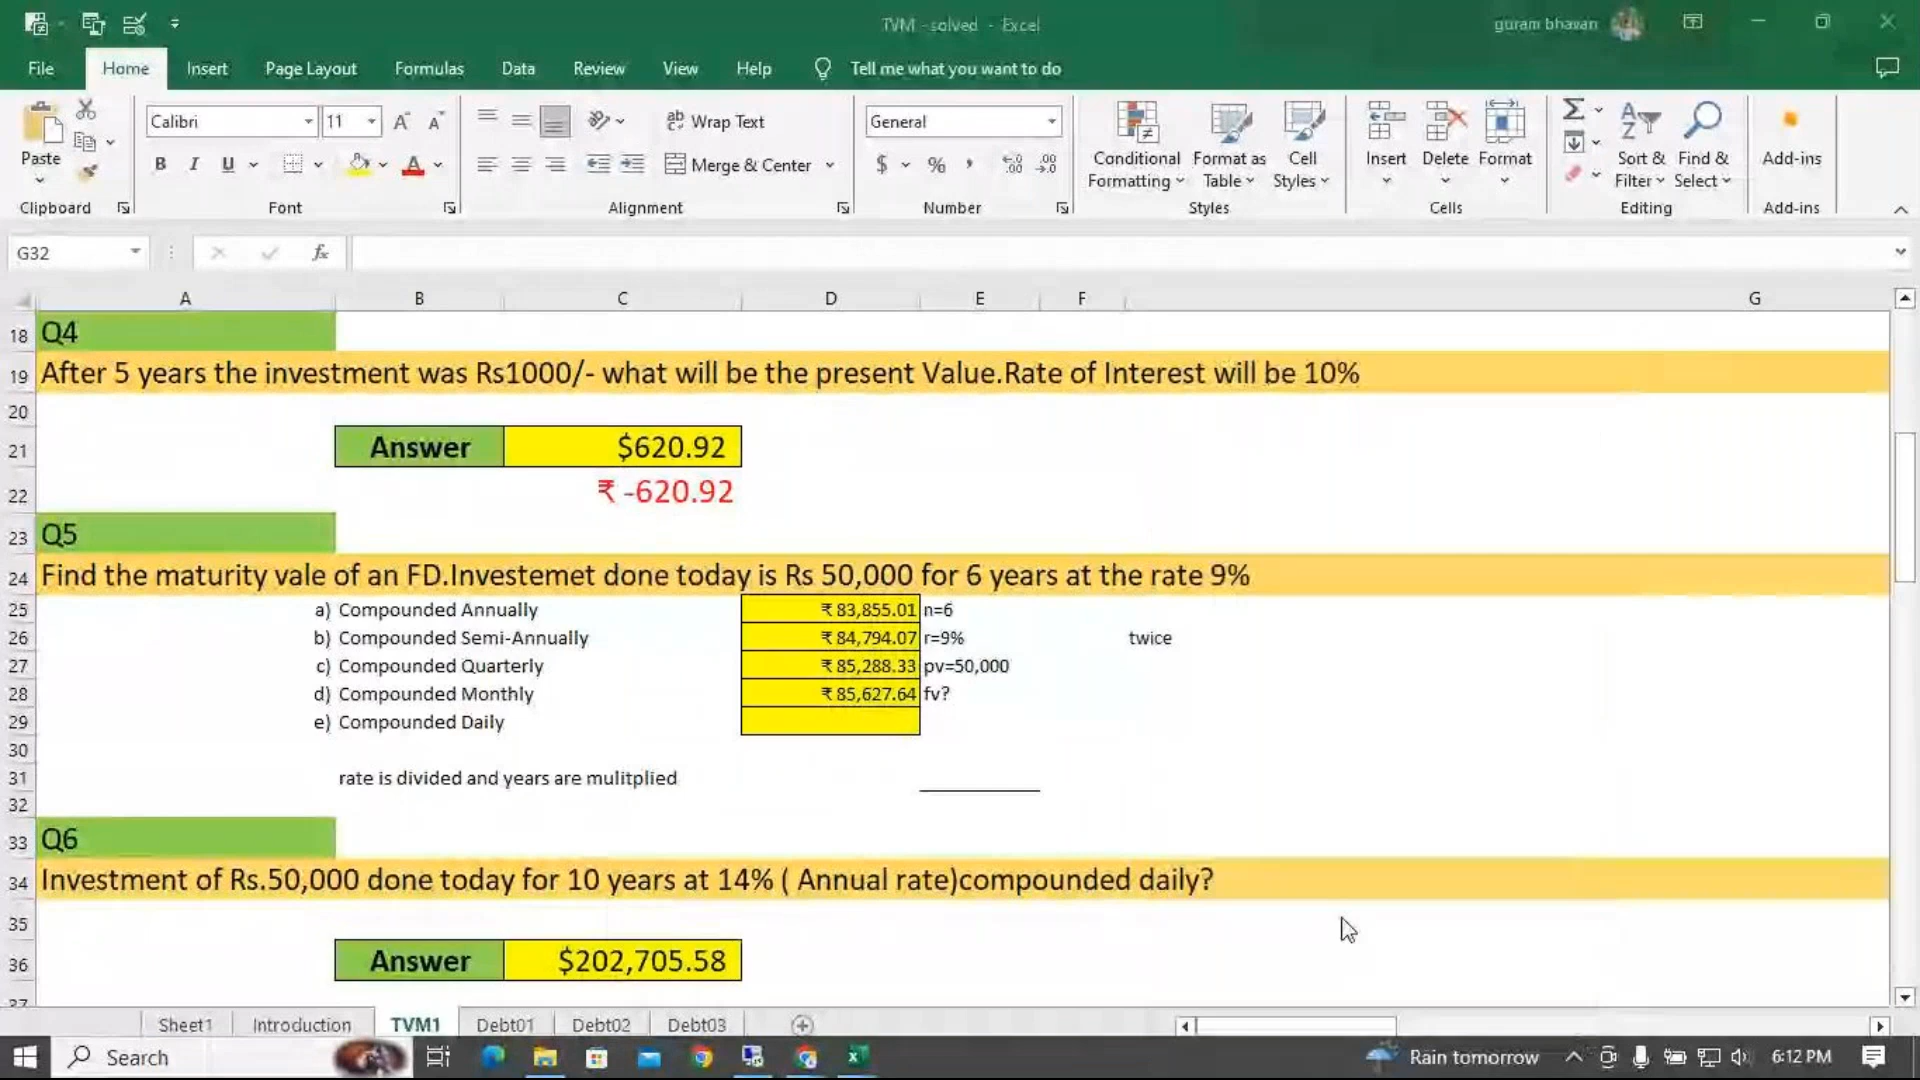 TVM - solved - Excel
guram bhavan
File Home Insert Page Layout Formulas Data Review View Help Tell me what you want to do
Paste
Clipboard
Calibri 11
B I U
Font
Wrap Text
Merge & Center
Alignment
General
$ % ,
Number
Conditional Formatting
Format as Table
Cell Styles
Styles
Insert Delete Format
Cells
Sort & Filter
Find & Select
Editing
Add-ins
Add-ins
G32 fx
A B C D E F G
18 Q4
19 After 5 years the investment was Rs1000/- what will be the present Value.Rate of Interest will be 10%
20
21 Answer $620.92
22 ₹ -620.92
23 Q5
24 Find the maturity vale of an FD.Investemet done today is Rs 50,000 for 6 years at the rate 9%
25 a) Compounded Annually ₹ 83,855.01 n=6
26 b) Compounded Semi-Annually ₹ 84,794.07 r=9% twice
27 c) Compounded Quarterly ₹ 85,288.33 pv=50,000
28 d) Compounded Monthly ₹ 85,627.64 fv?
29 e) Compounded Daily
30
31 rate is divided and years are mulitplied
32
33 Q6
34 Investment of Rs.50,000 done today for 10 years at 14% ( Annual rate)compounded daily?
35
36 Answer $202,705.58
37
Sheet1 Introduction TVM1 Debt01 Debt02 Debt03
Search
Rain tomorrow
6:12 PM